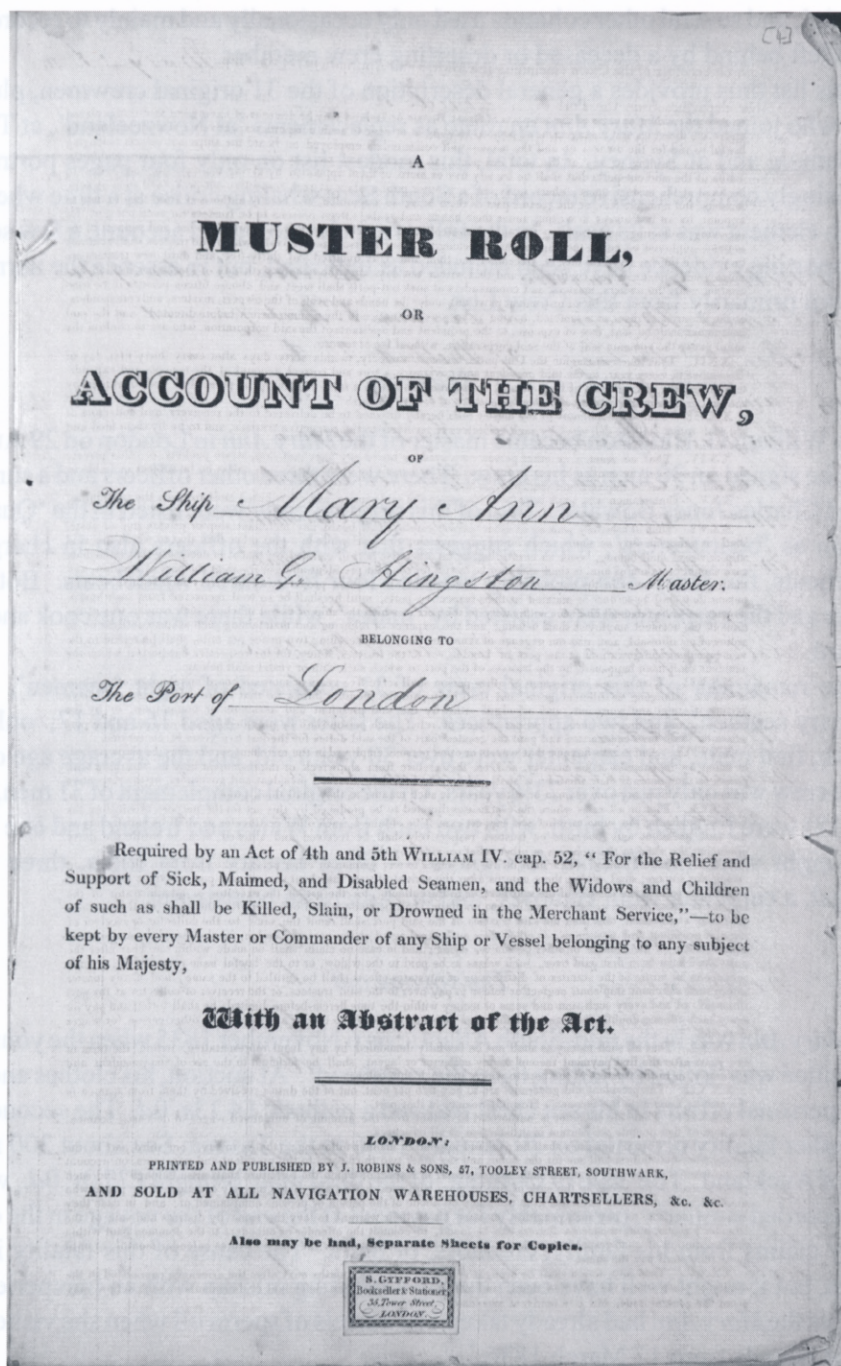 [4]
A
MUSTER ROLL,
OR
ACCOUNT OF THE CREW,
OF
The Ship Mary Ann
William G. Hingston Master.
BELONGING TO
The Port of London
Required by an Act of 4th and 5th WILLIAM IV. cap. 52, “ For the Relief and
Support of Sick, Maimed, and Disabled Seamen, and the Widows and Children
of such as shall be Killed, Slain, or Drowned in the Merchant Service,”—to be
kept by every Master or Commander of any Ship or Vessel belonging to any subject
of his Majesty,
With an Abstract of the Act.
LONDON:
PRINTED AND PUBLISHED BY J. ROBINS & SONS, 57, TOOLEY STREET, SOUTHWARK,
AND SOLD AT ALL NAVIGATION WAREHOUSES, CHARTSELLERS, &c. &c.
Also may be had, Separate Sheets for Copies.
S. GYFFORD,
Bookseller & Stationer,
38, Tower Street,
LONDON.